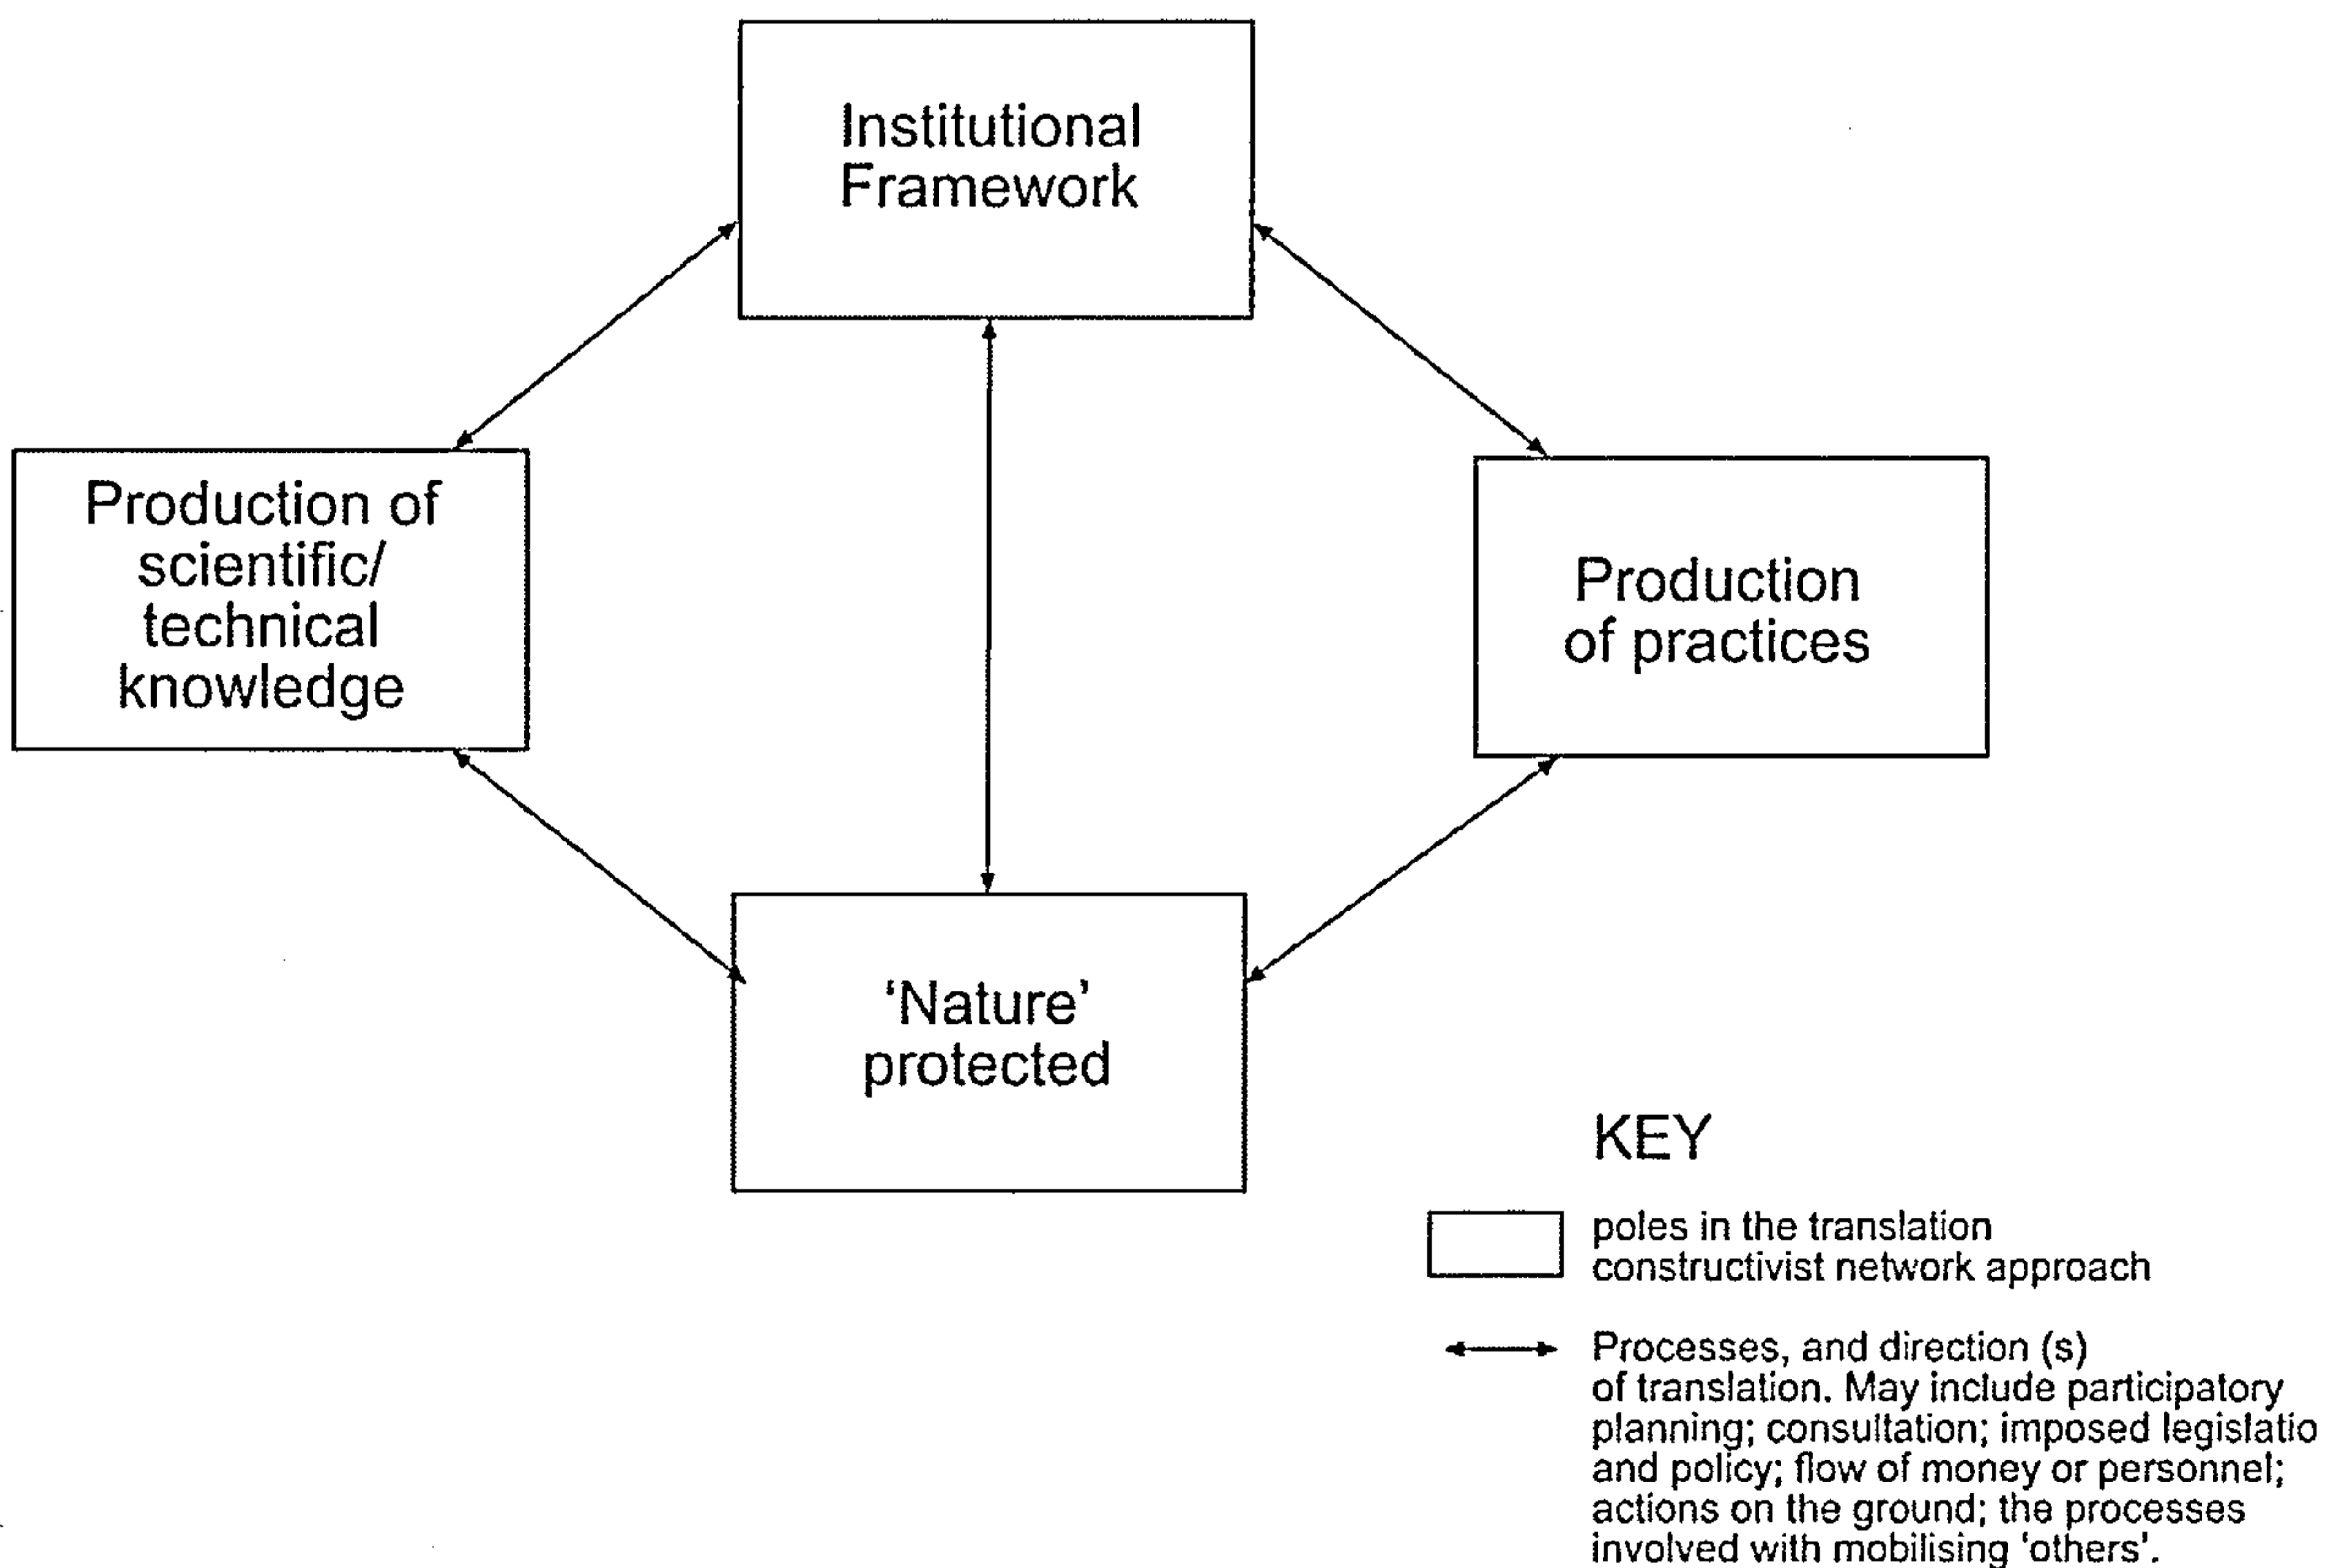 Institutional
Framework
Production of
scientific/
technical
knowledge
Production
of practices
‘Nature’
protected
KEY
poles in the translation
constructivist network approach
Processes, and direction (s)
of translation. May include participatory
planning; consultation; imposed legislatio
and policy; flow of money or personnel;
actions on the ground; the processes
involved with mobilising 'others'.